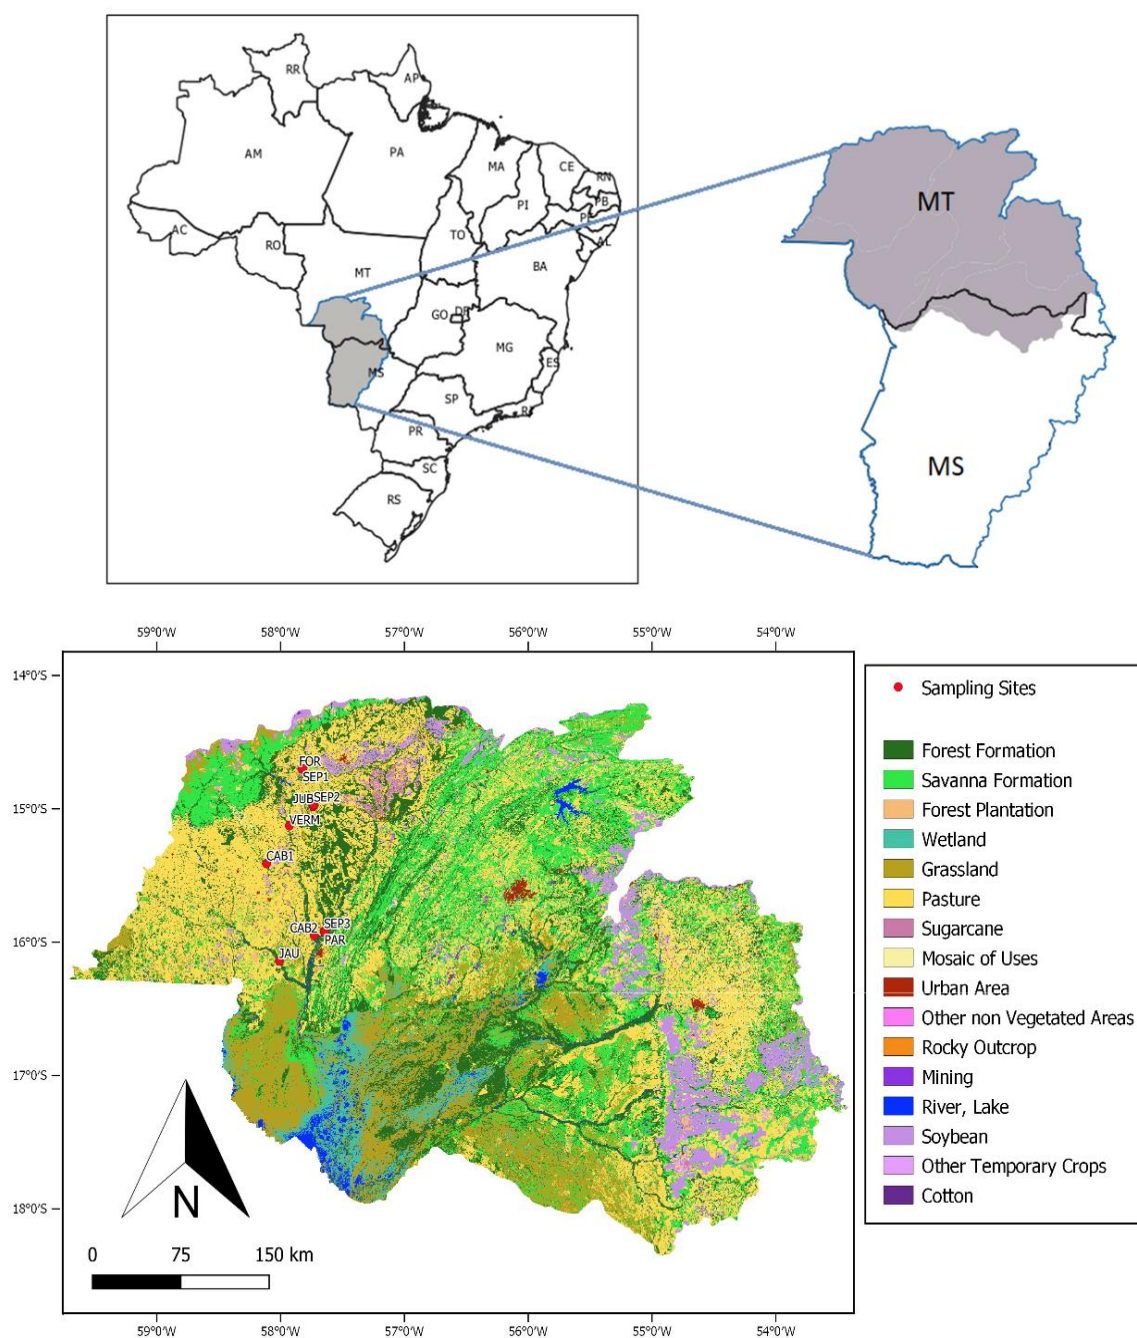 RR
AP
AM
PA
MA
CE
RN
PB
PI
PE
AL
AC
RO
TO
BA
MT
GO
DF
MG
MS
ES
SP
RJ
PR
SC
RS
MT
MS
59°0'W 58°0'W 57°0'W 56°0'W 55°0'W 54°0'W
14°0'S
15°0'S
16°0'S
17°0'S
18°0'S
FOR
SEP1
JUB SEP2
VERM
CAB1
CAB2 SEP3
PAR
JAU
N
0 75 150 km
59°0'W 58°0'W 57°0'W 56°0'W 55°0'W 54°0'W
Sampling Sites
Forest Formation
Savanna Formation
Forest Plantation
Wetland
Grassland
Pasture
Sugarcane
Mosaic of Uses
Urban Area
Other non Vegetated Areas
Rocky Outcrop
Mining
River, Lake
Soybean
Other Temporary Crops
Cotton